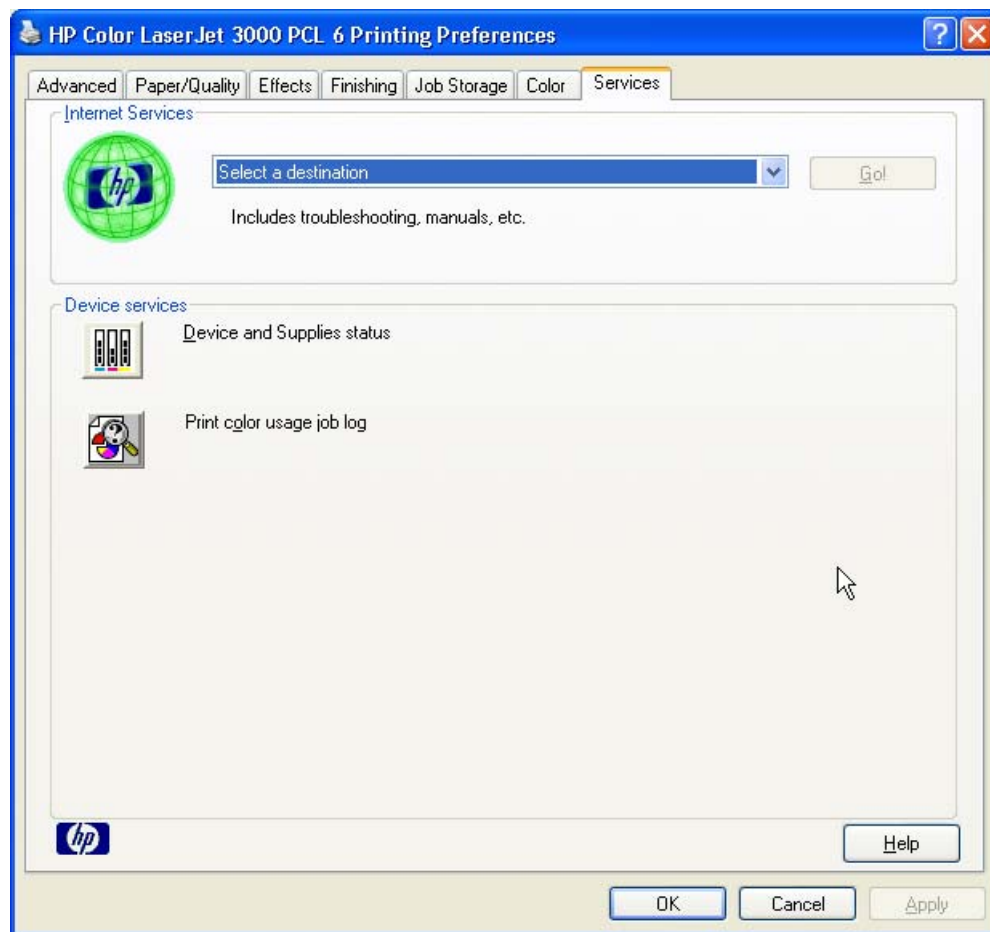 HP Color LaserJet 3000 PCL 6 Printing Preferences
Advanced Paper/Quality Effects Finishing Job Storage Color Services
Internet Services
hp
Select a destination
Go!
Includes troubleshooting, manuals, etc.
Device services
Device and Supplies status
Print color usage job log
hp
Help
OK Cancel Apply